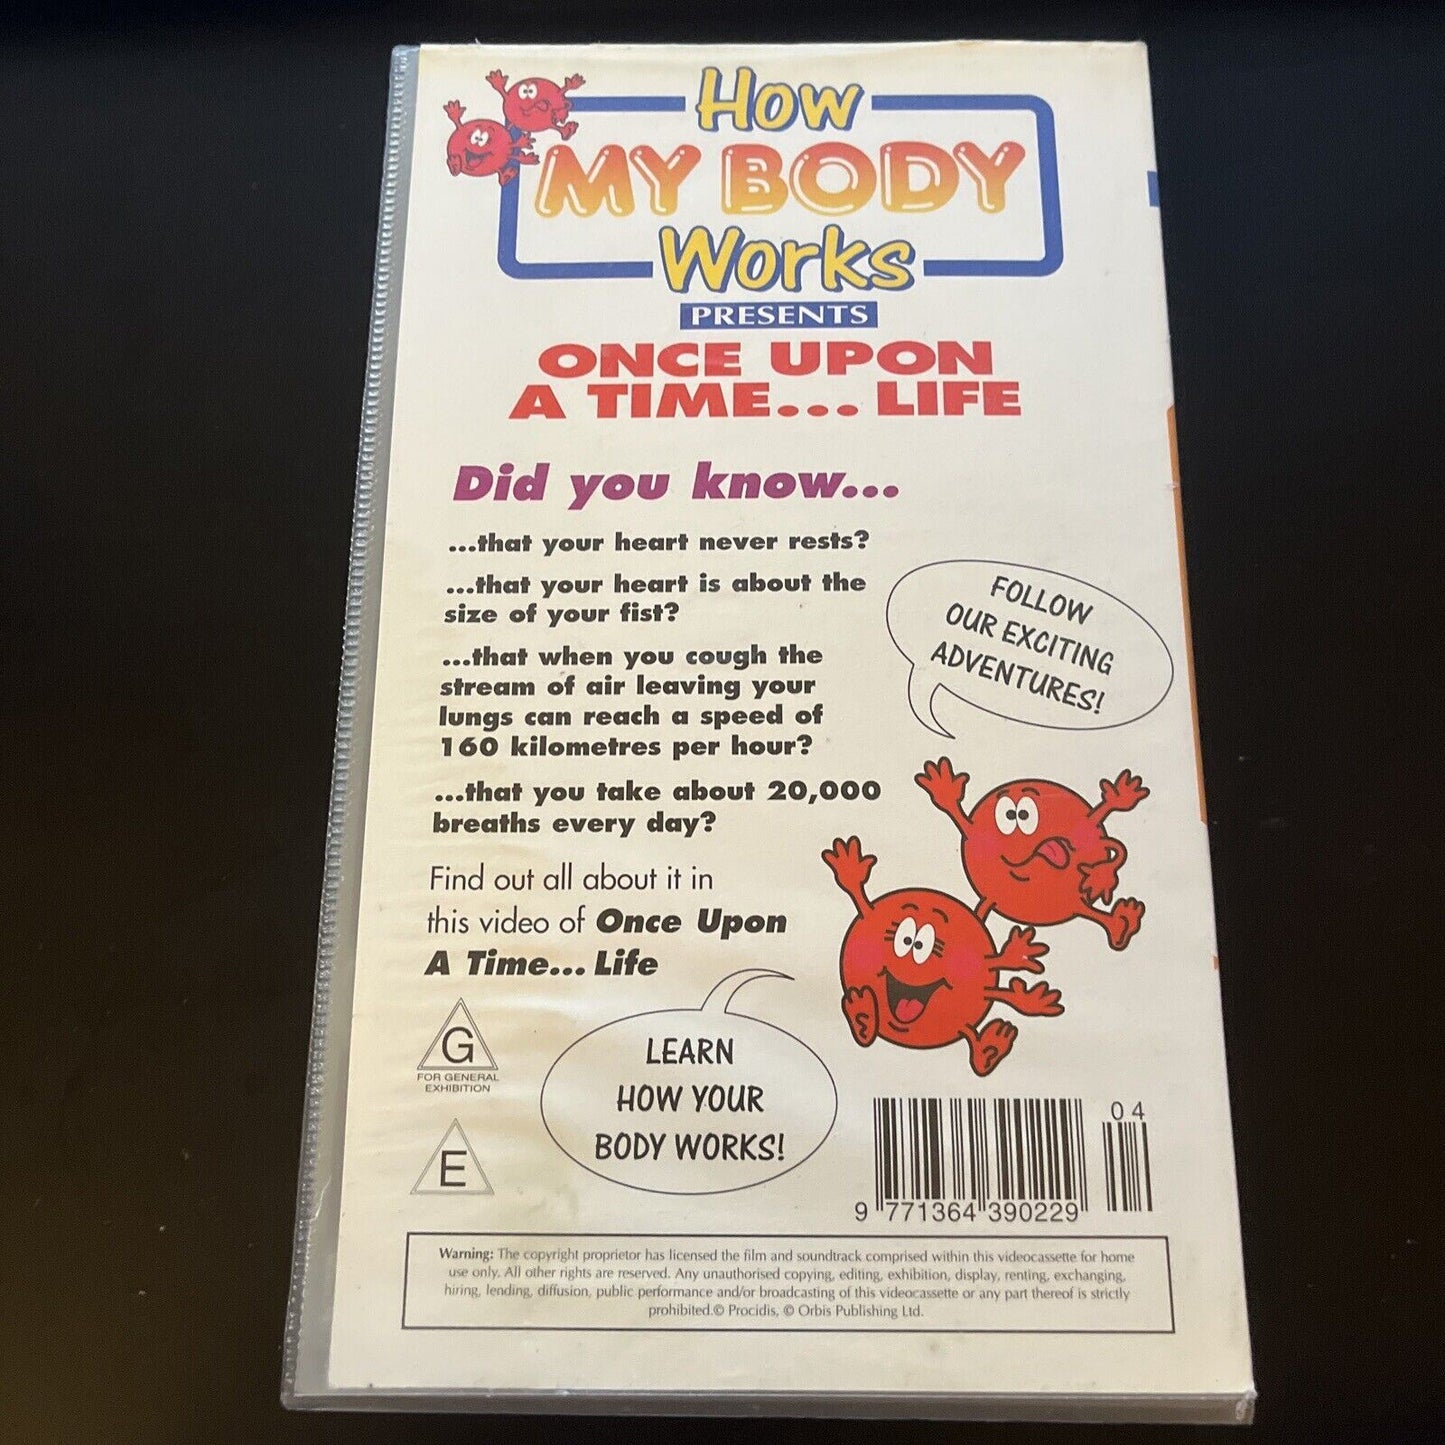 How
MY BODY
Works
PRESENTS
ONCE UPON
A TIME... LIFE
Did you know...
...that your heart never rests?
...that your heart is about the
size of your fist?
...that when you cough the
stream of air leaving your
lungs can reach a speed of
160 kilometres per hour?
...that you take about 20,000
breaths every day?
FOLLOW
OUR EXCITING
ADVENTURES!
Find out all about it in
this video of Once Upon
A Time... Life
G
FOR GENERAL
EXHIBITION
E
LEARN
HOW YOUR
BODY WORKS!
04
9 771364 390229
Warning: The copyright proprietor has licensed the film and soundtrack comprised within this videocassette for home
use only. All other rights are reserved. Any unauthorised copying, editing, exhibition, display, renting, exchanging,
hiring, lending, diffusion, public performance and/or broadcasting of this videocassette or any part thereof is strictly
prohibited.© Procidis, © Orbis Publishing Ltd.